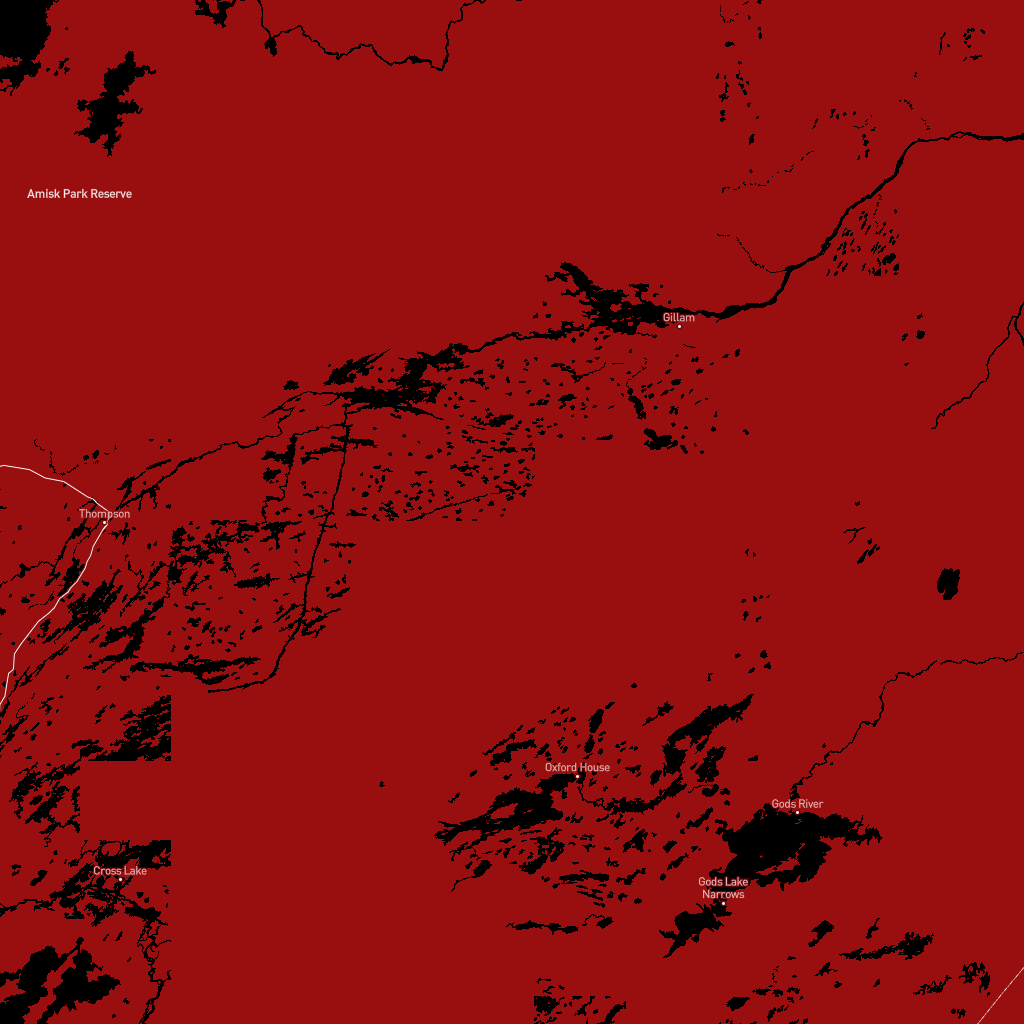 Amisk Park Reserve
Gillam
Thompson
Oxford House
Gods River
Cross Lake
Gods Lake
Narrows